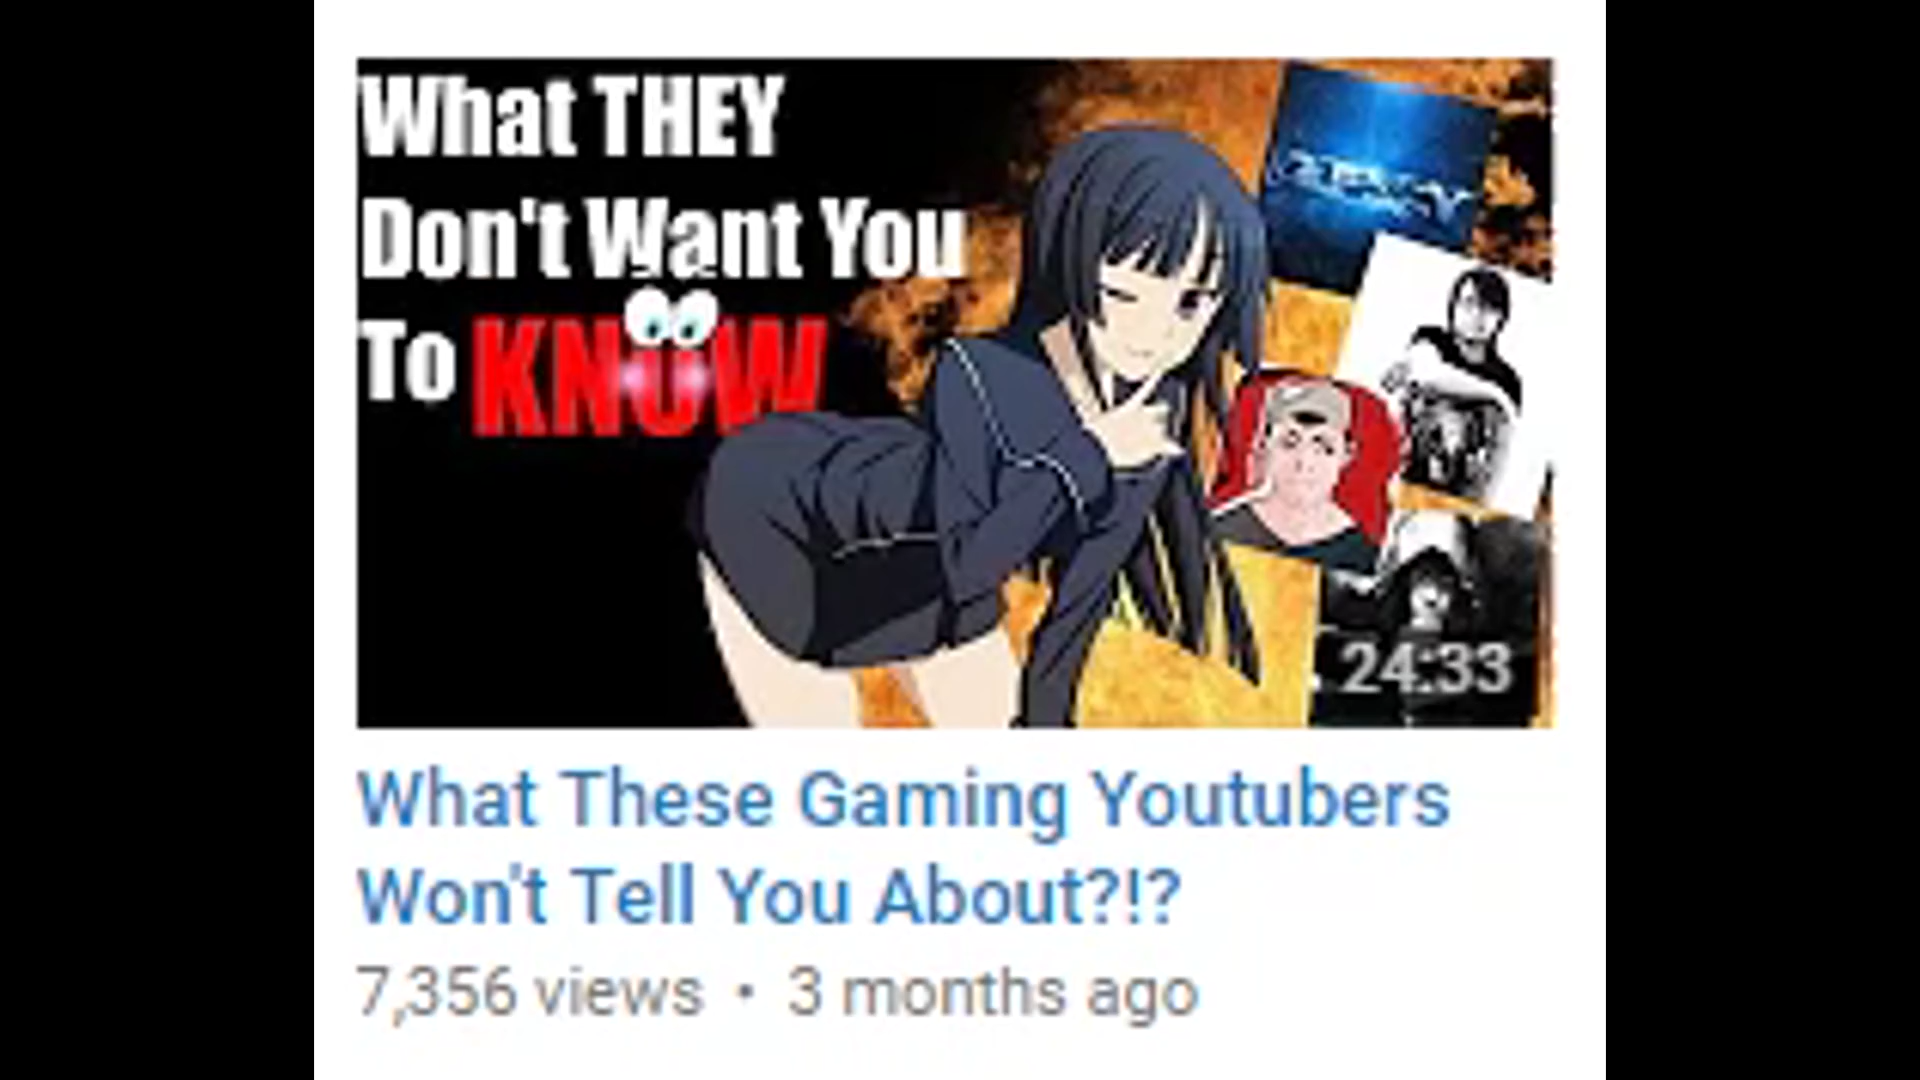 What THEY
Don't Want You
To KNOW
24:33
What These Gaming Youtubers
Won't Tell You About?!?
7,356 views • 3 months ago